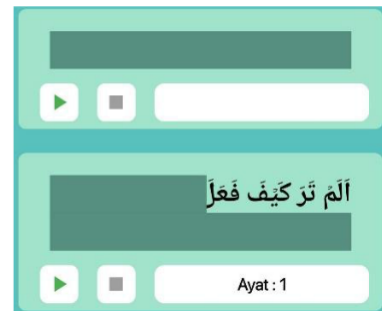 اَلَمْ تَرَ كَيْفَ فَعَلَ
Ayat : 1